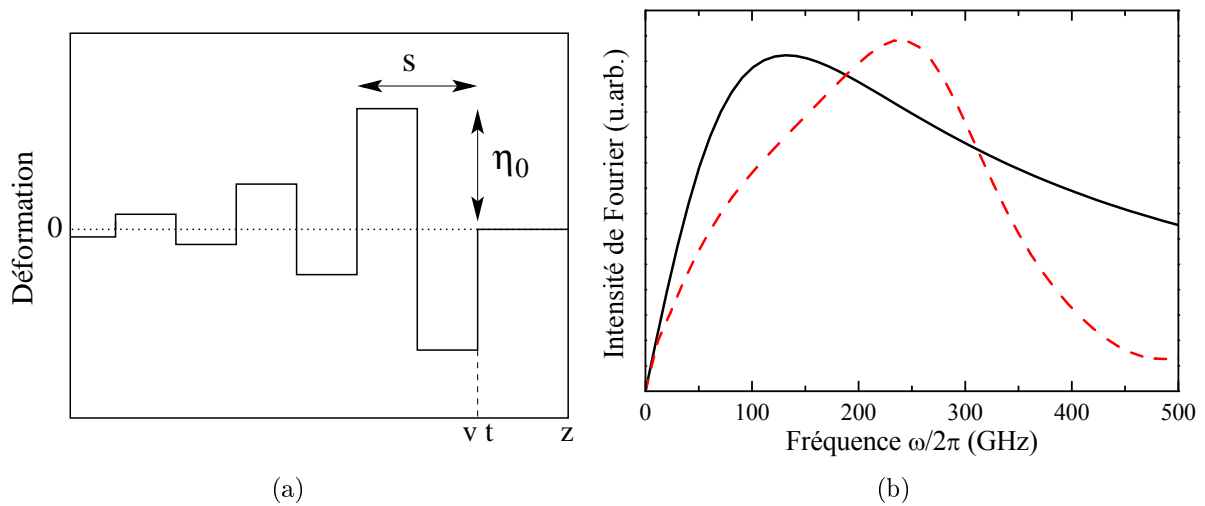 Déformation
0
s
η₀
v t
z
(a)
Intensité de Fourier (u.arb.)
0
100
200
300
400
500
Fréquence ω/2π (GHz)
(b)